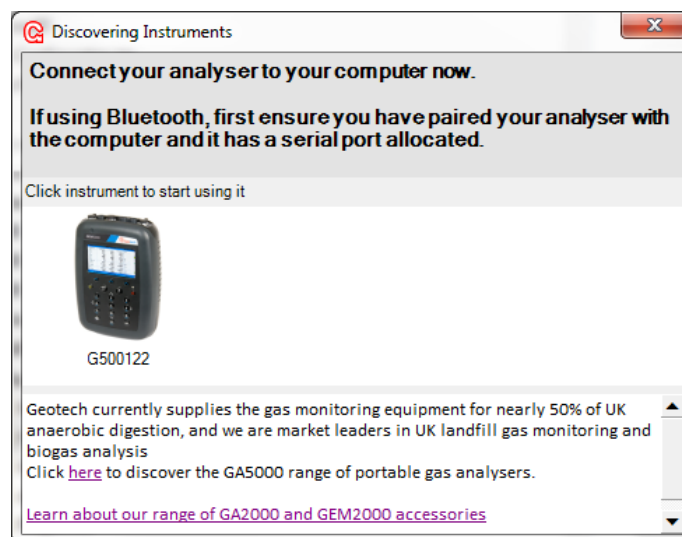 Discovering Instruments
Connect your analyser to your computer now.
If using Bluetooth, first ensure you have paired your analyser with
the computer and it has a serial port allocated.
Click instrument to start using it
G500122
Geotech currently supplies the gas monitoring equipment for nearly 50% of UK
anaerobic digestion, and we are market leaders in UK landfill gas monitoring and
biogas analysis
Click here to discover the GA5000 range of portable gas analysers.
Learn about our range of GA2000 and GEM2000 accessories